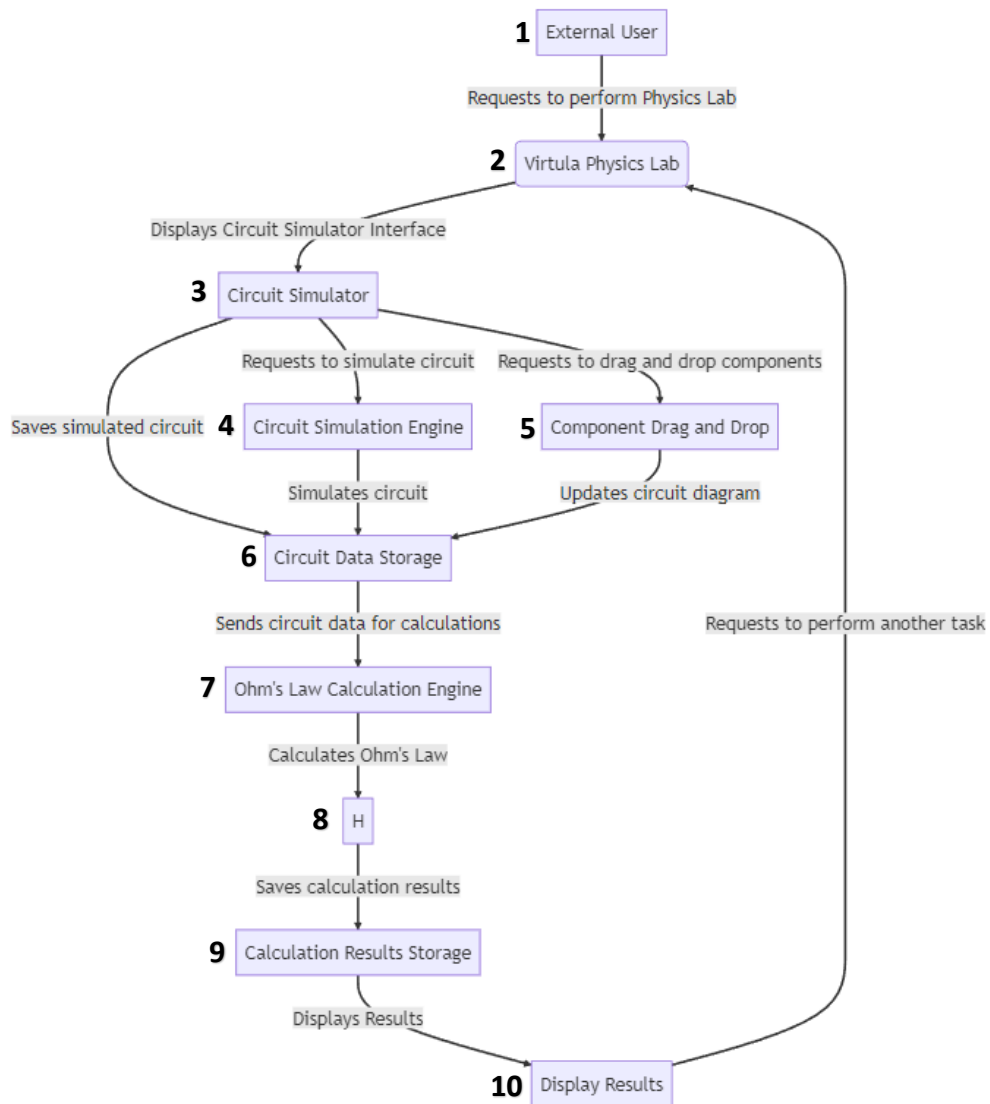 1 External User
Requests to perform Physics Lab
2 Virtula Physics Lab
Displays Circuit Simulator Interface
3 Circuit Simulator
Requests to simulate circuit
Requests to drag and drop components
Saves simulated circuit
4 Circuit Simulation Engine
5 Component Drag and Drop
Simulates circuit
Updates circuit diagram
6 Circuit Data Storage
Sends circuit data for calculations
Requests to perform another task
7 Ohm's Law Calculation Engine
Calculates Ohm's Law
8 H
Saves calculation results
9 Calculation Results Storage
Displays Results
10 Display Results